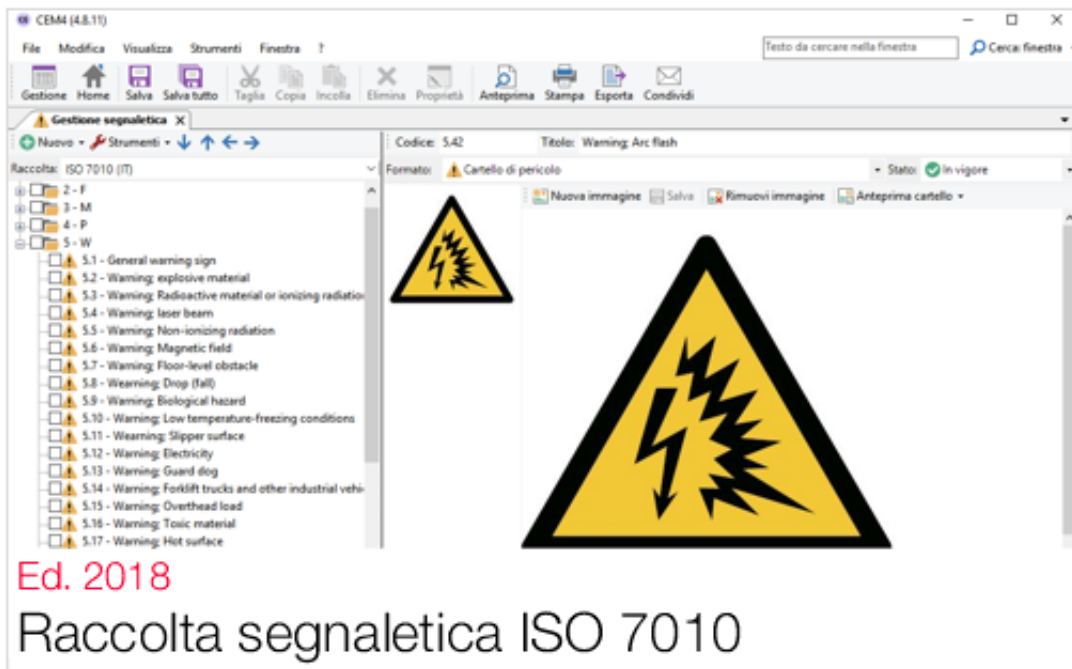 CEM4 (4.8.11)
File Modifica Visualizza Strumenti Finestra ?
Testo da cercare nella finestra
Cerca: finestra
Gestione Home Salva Salva tutto Taglia Copia Incolla Elimina Proprietà Anteprima Stampa Esporta Condividi
Gestione segnaletica X
Nuovo Strumenti
Codice: 5.42 Titolo: Warning; Arc flash
Raccolta: ISO 7010 (IT)
Formato: Cartello di pericolo Stato: In vigore
Nuova immagine Salva Rimuovi immagine Anteprima cartello
2 - F
3 - M
4 - P
5 - W
5.1 - General warning sign
5.2 - Warning; explosive material
5.3 - Warning; Radioactive material or ionizing radiation
5.4 - Warning; laser beam
5.5 - Warning; Non-ionizing radiation
5.6 - Warning; Magnetic field
5.7 - Warning; Floor-level obstacle
5.8 - Wearning; Drop (fall)
5.9 - Warning; Biological hazard
5.10 - Warning; Low temperature-freezing conditions
5.11 - Wearning; Slipper surface
5.12 - Warning; Electricity
5.13 - Warning; Guard dog
5.14 - Warning; Forklift trucks and other industrial vehi
5.15 - Warning; Overthead load
5.16 - Warning; Toxic material
5.17 - Warning; Hot surface
Ed. 2018
Raccolta segnaletica ISO 7010